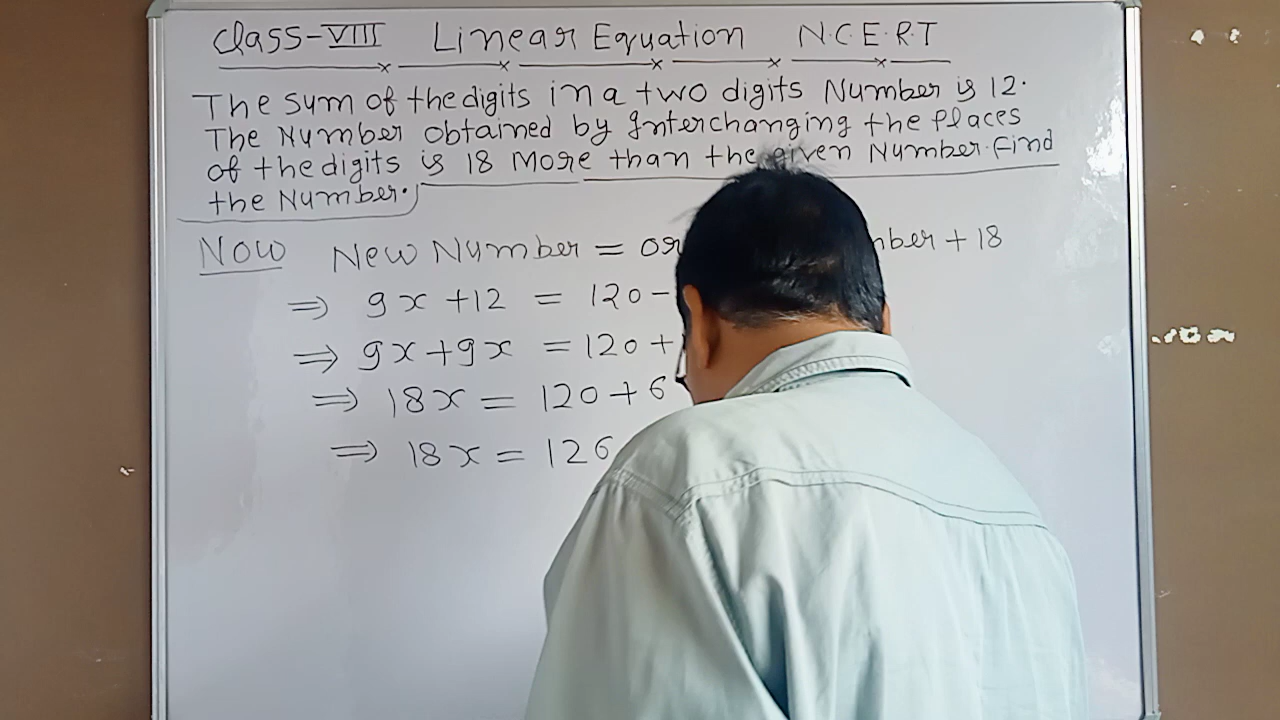 Class-VIII Linear Equation N.C.E.R.T
The sum of the digits in a two digits Number is 12.
The Number obtained by Interchanging the Places
of the digits is 18 More than the given Number. Find
the Number.
Now New Number = + 18
⇒ 9x + 12 = 120 -
⇒ 9x + 9x = 120 +
⇒ 18x = 120 + 6
⇒ 18x = 126